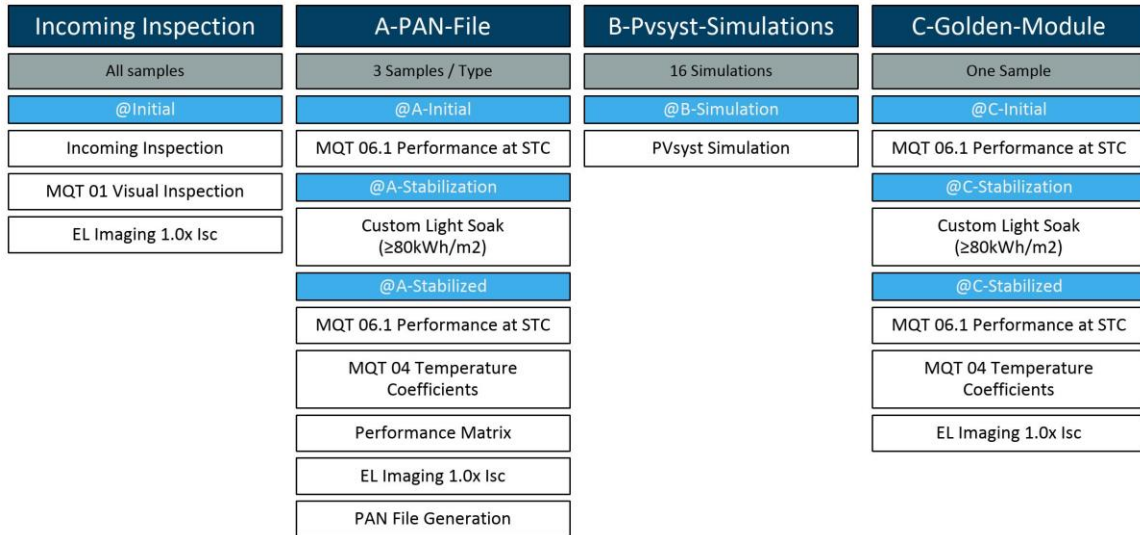 Incoming Inspection
All samples
@Initial
Incoming Inspection
MQT 01 Visual Inspection
EL Imaging 1.0x Isc
A-PAN-File
3 Samples / Type
@A-Initial
MQT 06.1 Performance at STC
@A-Stabilization
Custom Light Soak
(≥80kWh/m2)
@A-Stabilized
MQT 06.1 Performance at STC
MQT 04 Temperature
Coefficients
Performance Matrix
EL Imaging 1.0x Isc
PAN File Generation
B-Pvsyst-Simulations
16 Simulations
@B-Simulation
PVsyst Simulation
C-Golden-Module
One Sample
@C-Initial
MQT 06.1 Performance at STC
@C-Stabilization
Custom Light Soak
(≥80kWh/m2)
@C-Stabilized
MQT 06.1 Performance at STC
MQT 04 Temperature
Coefficients
EL Imaging 1.0x Isc